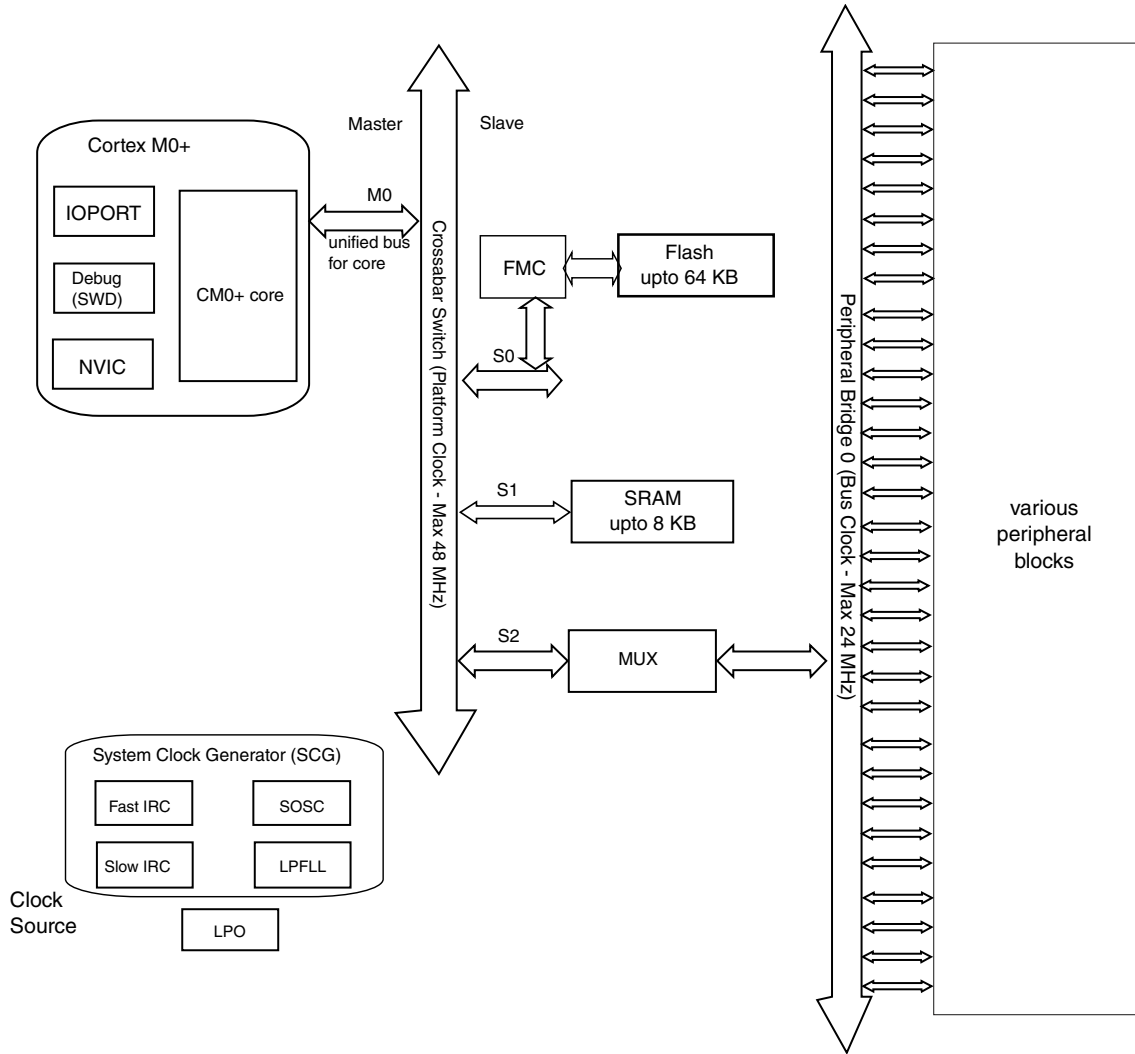 Cortex M0+
IOPORT
Debug
(SWD)
NVIC
CM0+ core
M0
unified bus
for core
Master
Slave
Crossabar Switch (Platform Clock - Max 48 MHz)
FMC
Flash
upto 64 KB
S0
S1
SRAM
upto 8 KB
S2
MUX
Peripheral Bridge 0 (Bus Clock - Max 24 MHz)
various
peripheral
blocks
System Clock Generator (SCG)
Fast IRC
SOSC
Slow IRC
LPFLL
Clock
Source
LPO